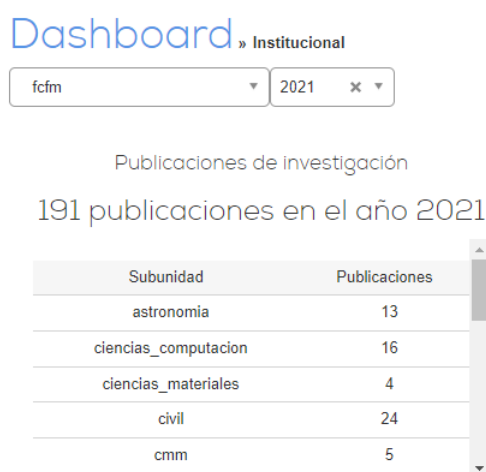 Dashboard » Institucional
fcfm 2021
Publicaciones de investigación
191 publicaciones en el año 2021
Subunidad Publicaciones
astronomia 13
ciencias_computacion 16
ciencias_materiales 4
civil 24
cmm 5